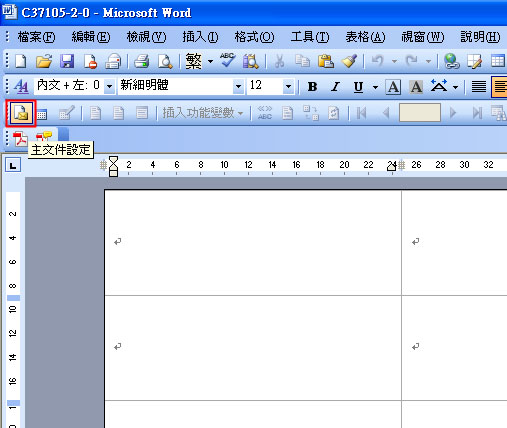 C37105-2-0 - Microsoft Word
檔案(F) 編輯(E) 檢視(V) 插入(I) 格式(O) 工具(T) 表格(A) 視窗(W) 說明(H)
繁 ABC
內文 + 左: 0 新細明體 12 B I U A A
插入功能變數 ABC
主文件設定
L 2 4 6 8 10 12 14 16 18 20 22 24 26 28 30 32
2
4
6
8
10
12
14
16